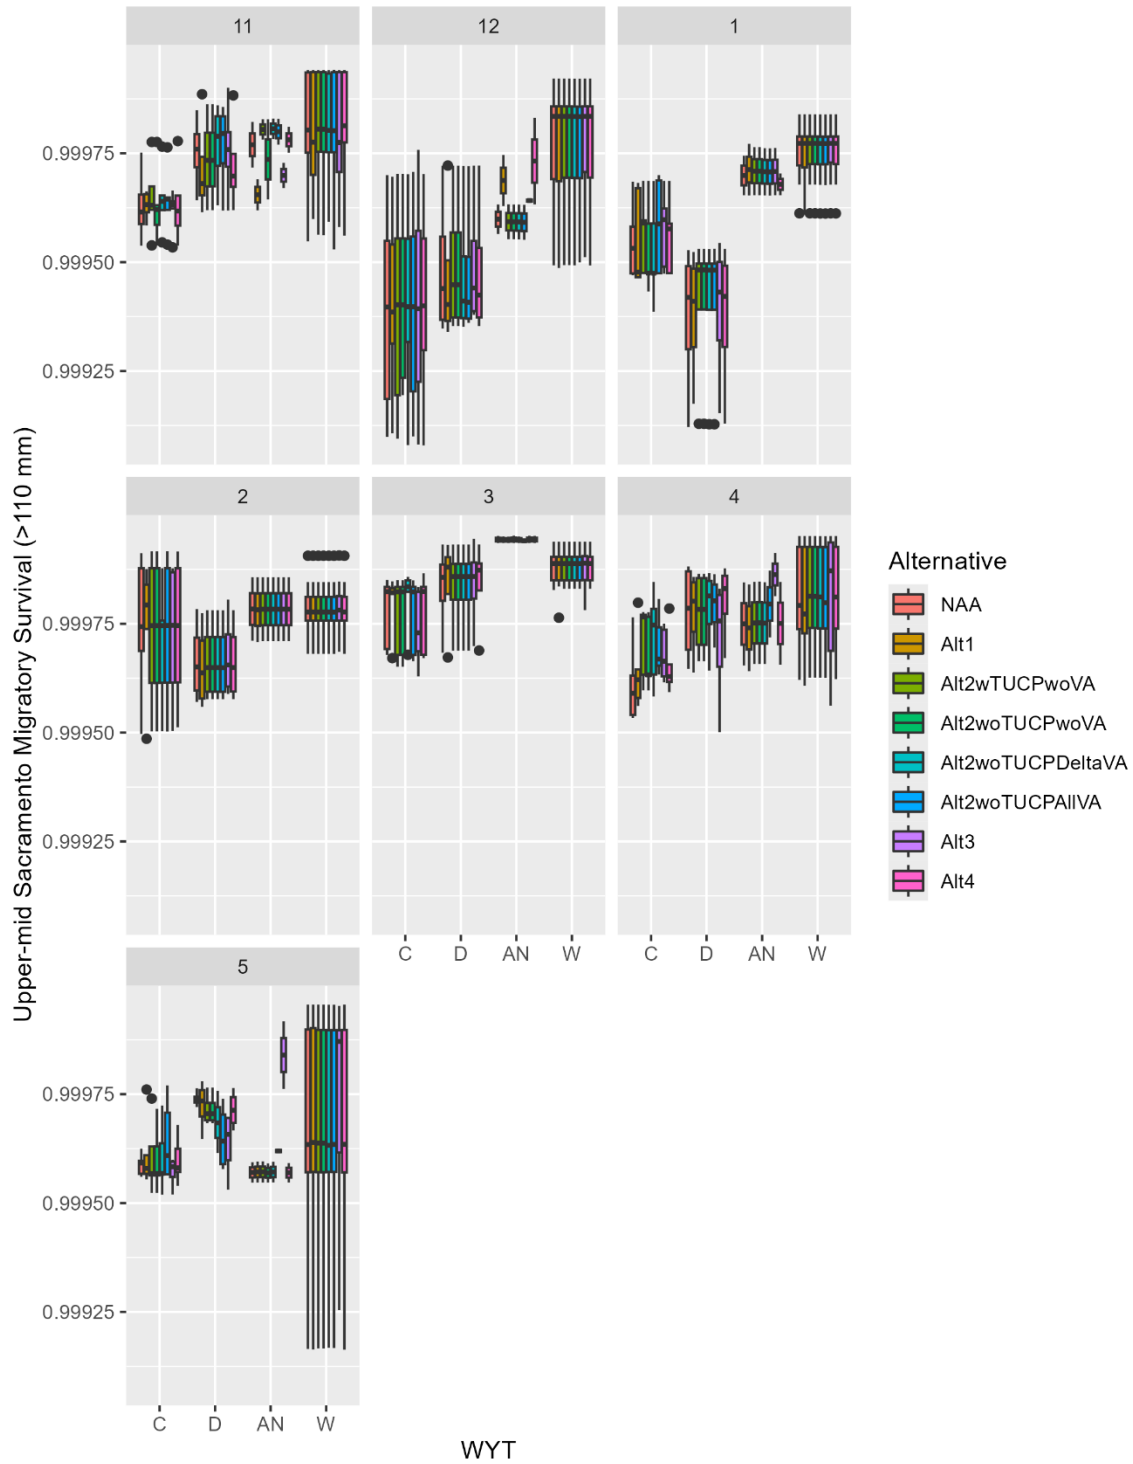 11
12
1
0.99975
0.99950
0.99925
2
3
4
0.99975
0.99950
0.99925
C
D
AN
W
C
D
AN
W
5
0.99975
0.99950
0.99925
C
D
AN
W
WYT
Upper-mid Sacramento Migratory Survival (>110 mm)
Alternative
NAA
Alt1
Alt2wTUCPwoVA
Alt2woTUCPwoVA
Alt2woTUCPDeltaVA
Alt2woTUCPAllVA
Alt3
Alt4